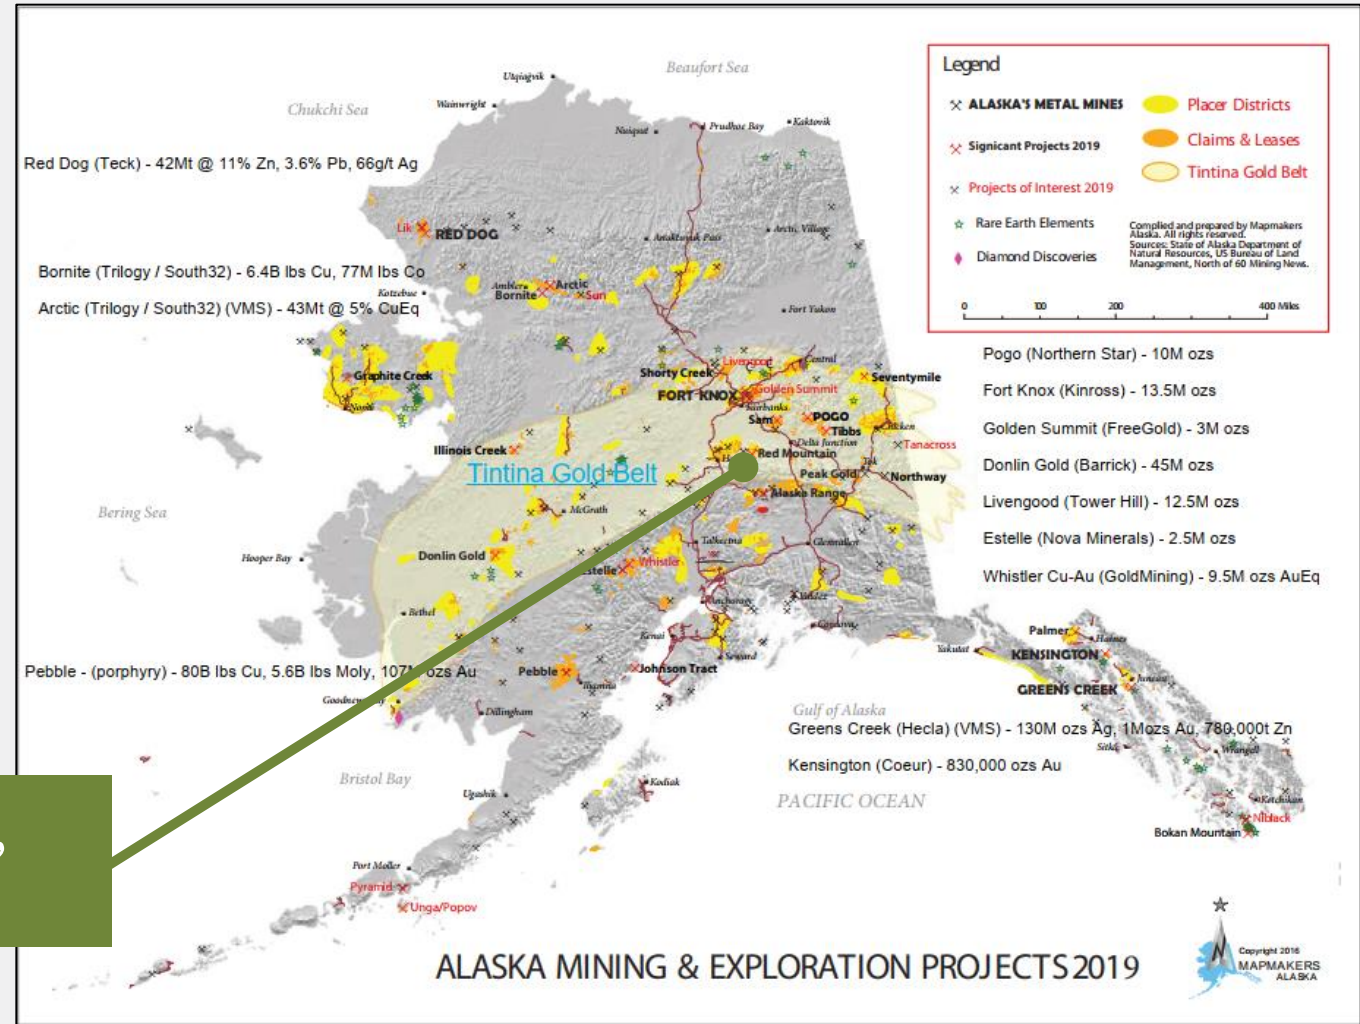 Beaufort Sea
Chukchi Sea
Utqiaġvik
Wainwright
Nuiqsut
Prudhoe Bay
Kaktovik
Legend
ALASKA'S METAL MINES
Signicant Projects 2019
Projects of Interest 2019
Rare Earth Elements
Diamond Discoveries
Placer Districts
Claims & Leases
Tintina Gold Belt
Complied and prepared by Mapmakers
Alaska. All rights reserved.
Sources: State of Alaska Department of
Natural Resources, US Bureau of Land
Management, North of 60 Mining News.
0 100 200 400 Miles
Red Dog (Teck) - 42Mt @ 11% Zn, 3.6% Pb, 66g/t Ag
Lik
RED DOG
Anaktuvuk Pass
Arctic Village
Bornite (Trilogy / South32) - 6.4B lbs Cu, 77M lbs Co
Kotzebue
Ambler
Arctic
Bornite
Sun
Arctic (Trilogy / South32) (VMS) - 43Mt @ 5% CuEq
Fort Yukon
Pogo (Northern Star) - 10M ozs
Fort Knox (Kinross) - 13.5M ozs
Golden Summit (FreeGold) - 3M ozs
Donlin Gold (Barrick) - 45M ozs
Livengood (Tower Hill) - 12.5M ozs
Estelle (Nova Minerals) - 2.5M ozs
Whistler Cu-Au (GoldMining) - 9.5M ozs AuEq
Graphite Creek
Nome
Livengood
Central
Shorty Creek
Seventymile
Golden Summit
FORT KNOX
Fairbanks
Sam
POGO
Tibbs
Chicken
Delta Junction
Tanacross
Illinois Creek
Red Mountain
Tintina Gold Belt
Peak Gold
Tok
Northway
Alaska Range
McGrath
Bering Sea
Hooper Bay
Donlin Gold
Talkeetna
Glennallen
Whistler
Estelle
Bethel
Anchorage
Valdez
Cordova
Kenai
Seward
Yakutat
Palmer
Haines
KENSINGTON
Juneau
GREENS CREEK
Pebble - (porphyry) - 80B lbs Cu, 5.6B lbs Moly, 107M ozs Au
Pebble
Iliamna
Johnson Tract
Dillingham
Gulf of Alaska
Greens Creek (Hecla) (VMS) - 130M ozs Ag, 1Mozs Au, 780,000t Zn
Sitka
Wrangell
Kensington (Coeur) - 830,000 ozs Au
Bristol Bay
Ugashik
Kodiak
PACIFIC OCEAN
Ketchikan
Niblack
Bokan Mountain
Port Moller
Pyramid
Unga/Popov
ALASKA MINING & EXPLORATION PROJECTS 2019
N
Copyright 2016
MAPMAKERS
ALASKA